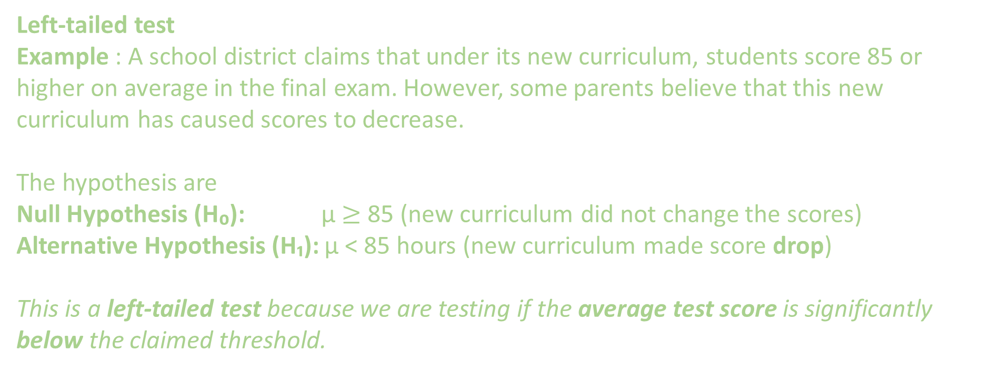 Left-tailed test
Example : A school district claims that under its new curriculum, students score 85 or
higher on average in the final exam. However, some parents believe that this new
curriculum has caused scores to decrease.
The hypothesis are
Null Hypothesis (H₀): μ ≥ 85 (new curriculum did not change the scores)
Alternative Hypothesis (H₁): μ < 85 hours (new curriculum made score drop)
This is a left-tailed test because we are testing if the average test score is significantly
below the claimed threshold.